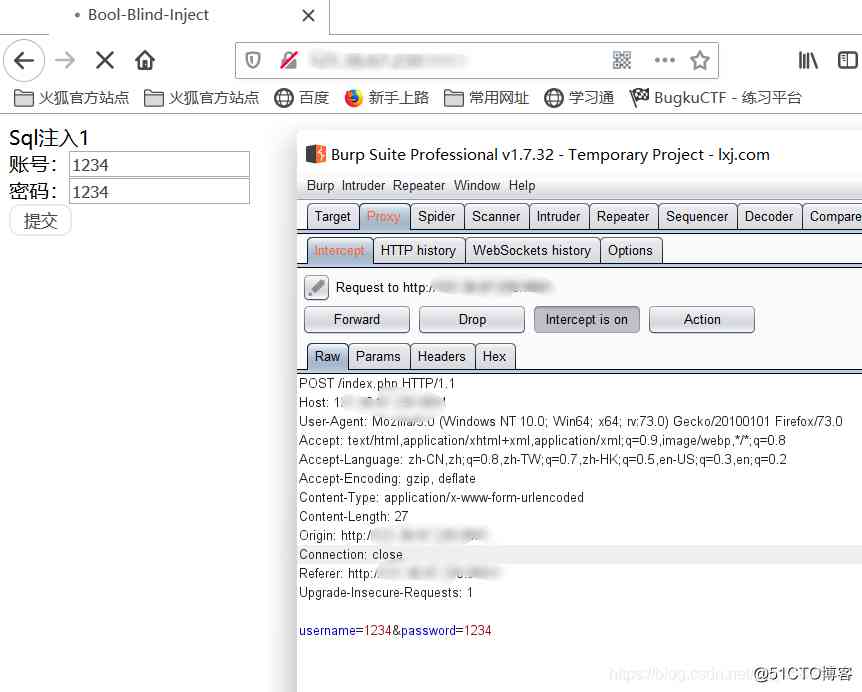 • Bool-Blind-Inject
火狐官方站点 火狐官方站点 百度 新手上路 常用网址 学习通 BugkuCTF - 练习平台
Sql注入1
账号： 1234
密码： 1234
提交
Burp Suite Professional v1.7.32 - Temporary Project - lxj.com
Burp Intruder Repeater Window Help
Target Proxy Spider Scanner Intruder Repeater Sequencer Decoder Compare
Intercept HTTP history WebSockets history Options
Request to http:/
Forward Drop Intercept is on Action
Raw Params Headers Hex
POST /index.php HTTP/1.1
Host: 1
User-Agent: Mozilla/5.0 (Windows NT 10.0; Win64; x64; rv:73.0) Gecko/20100101 Firefox/73.0
Accept: text/html,application/xhtml+xml,application/xml;q=0.9,image/webp,*/*;q=0.8
Accept-Language: zh-CN,zh;q=0.8,zh-TW;q=0.7,zh-HK;q=0.5,en-US;q=0.3,en;q=0.2
Accept-Encoding: gzip, deflate
Content-Type: application/x-www-form-urlencoded
Content-Length: 27
Origin: http:/
Connection: close
Referer: http:/
Upgrade-Insecure-Requests: 1
username=1234&password=1234
https://blog.csdn.net @51CTO博客